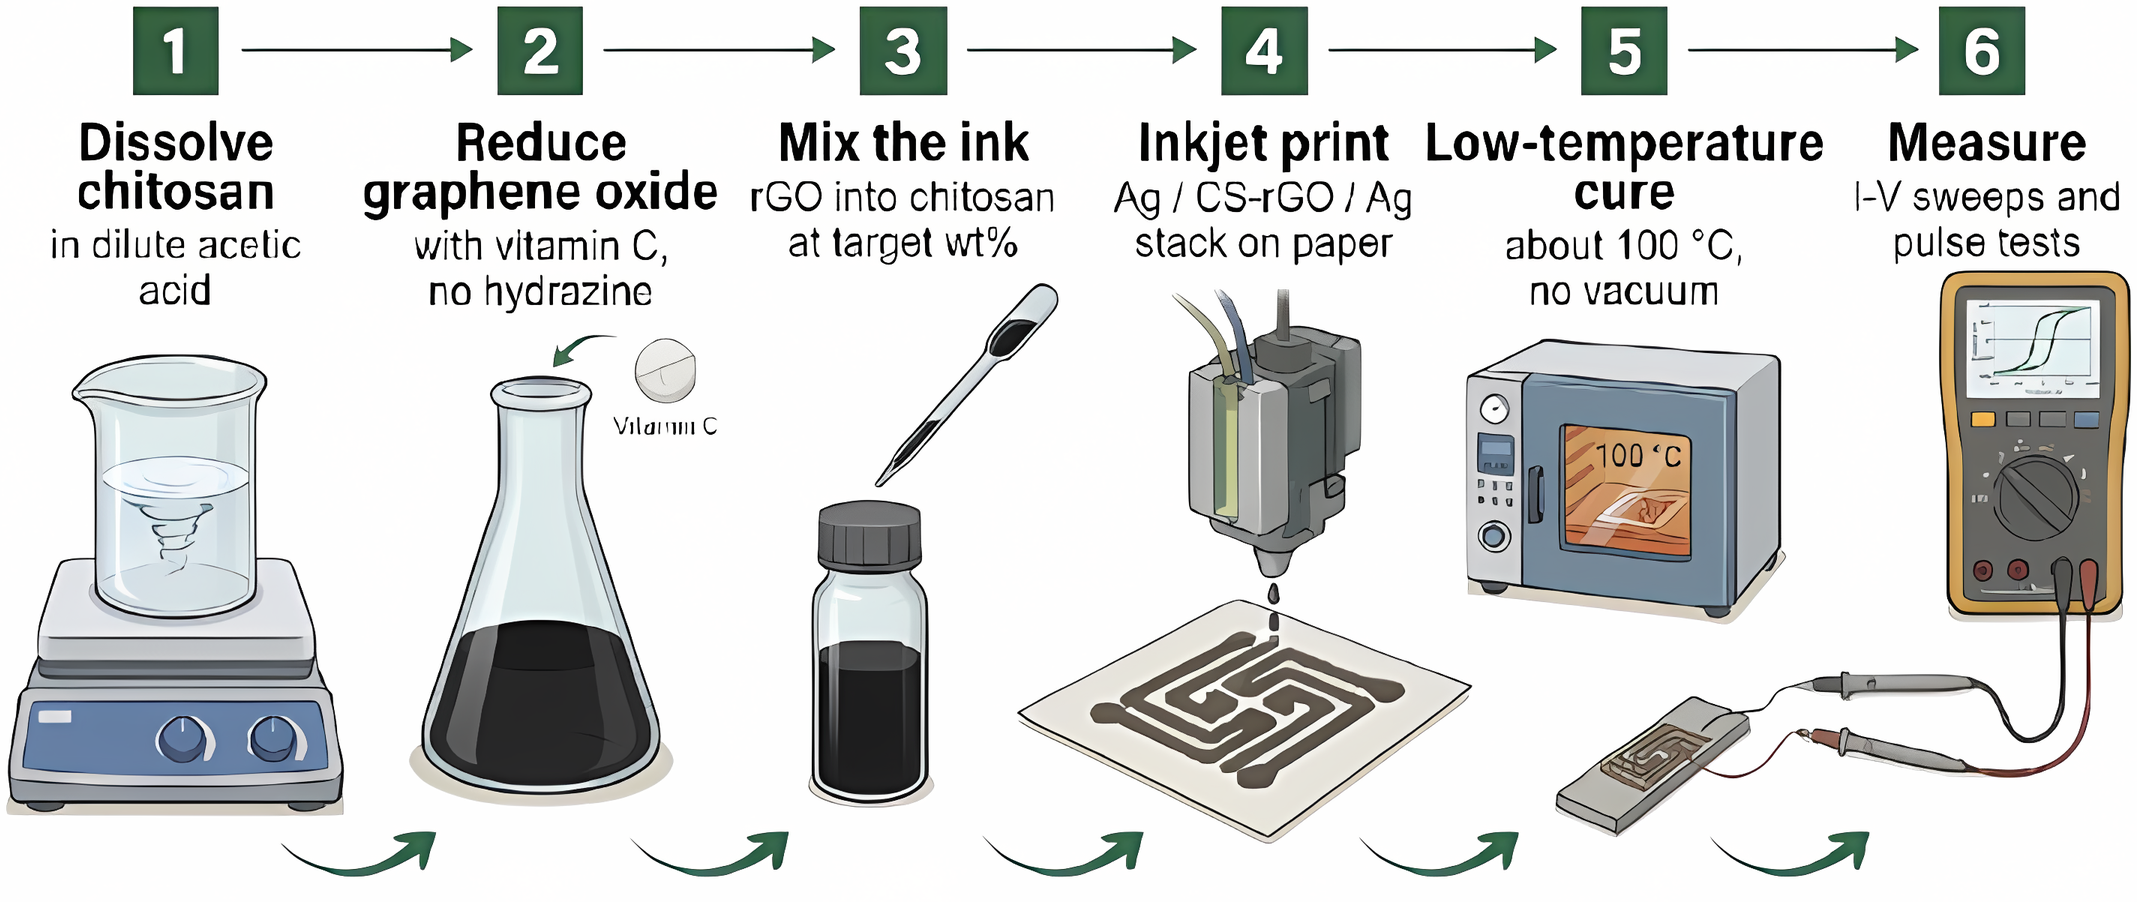 1
Dissolve
chitosan
in dilute acetic
acid
2
Reduce
graphene oxide
with vitamin C,
no hydrazine
Vitamin C
3
Mix the ink
rGO into chitosan
at target wt%
4
Inkjet print
Ag / CS-rGO / Ag
stack on paper
5
Low-temperature
cure
about 100 °C,
no vacuum
100 °C
6
Measure
I-V sweeps and
pulse tests